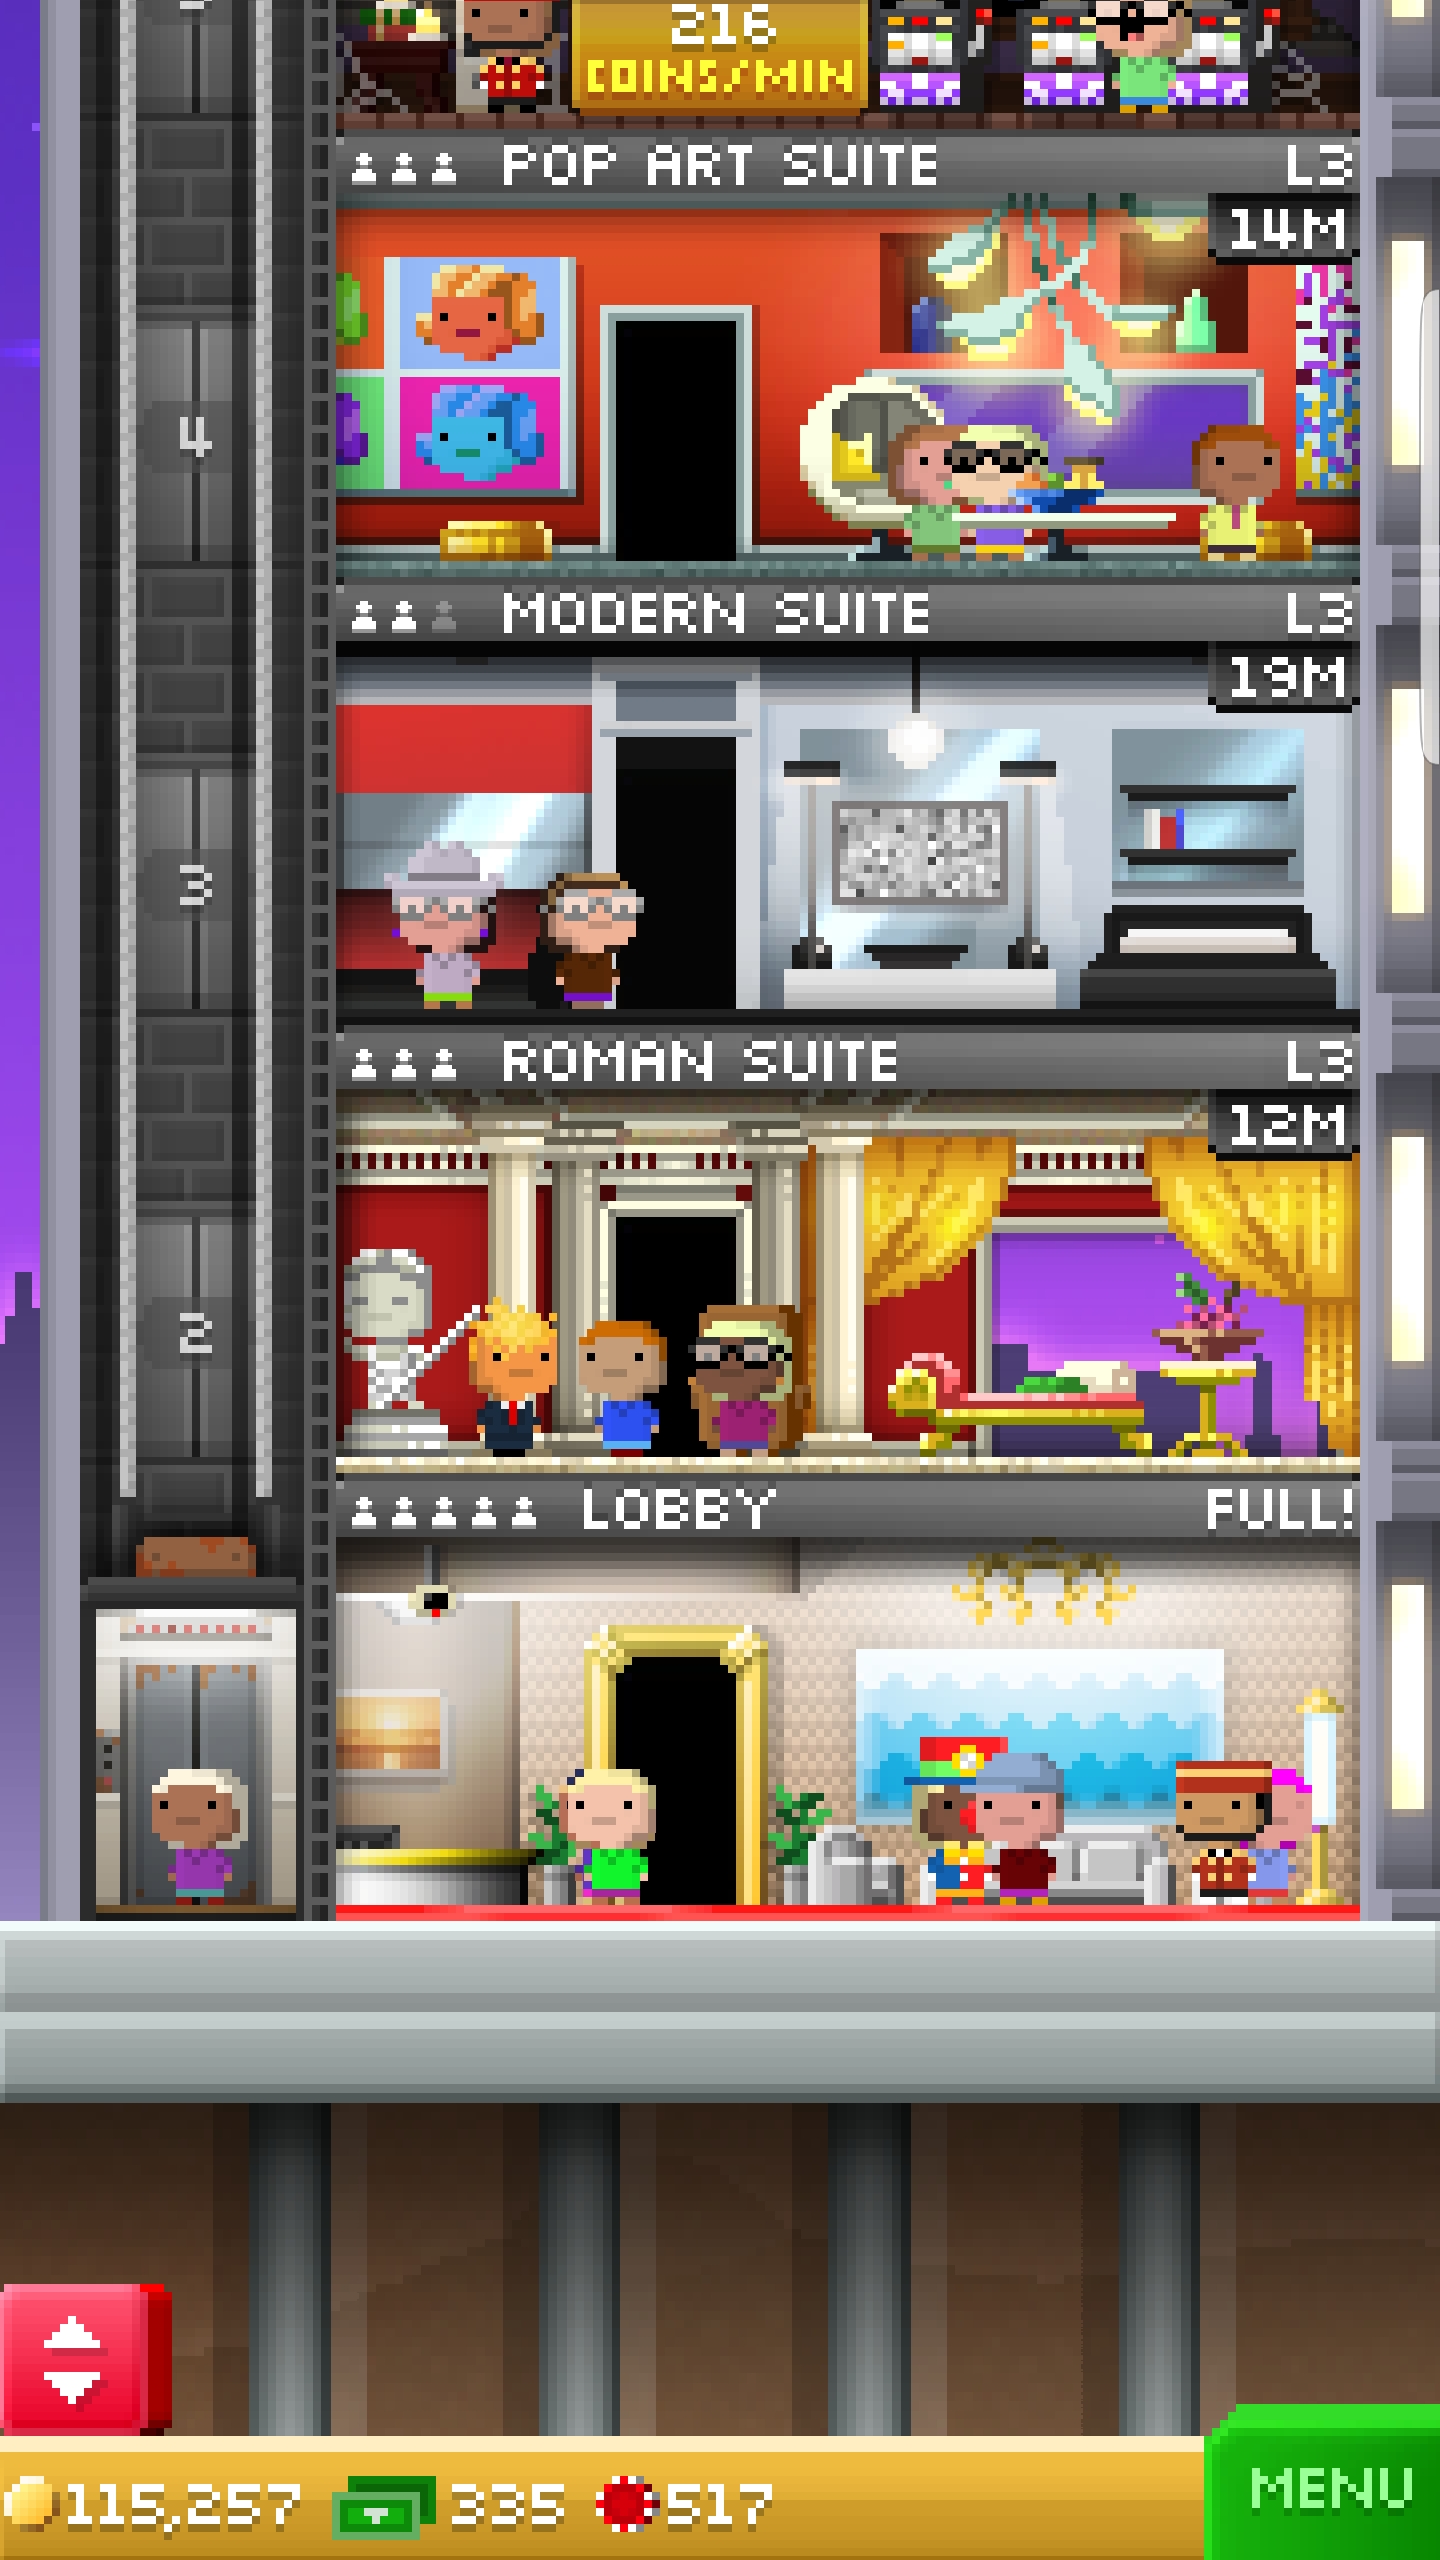 216
COINS/MIN
POP ART SUITE L3
14M
4
MODERN SUITE L3
19M
3
ROMAN SUITE L3
12M
2
LOBBY FULL!
115,257 335 517
MENU